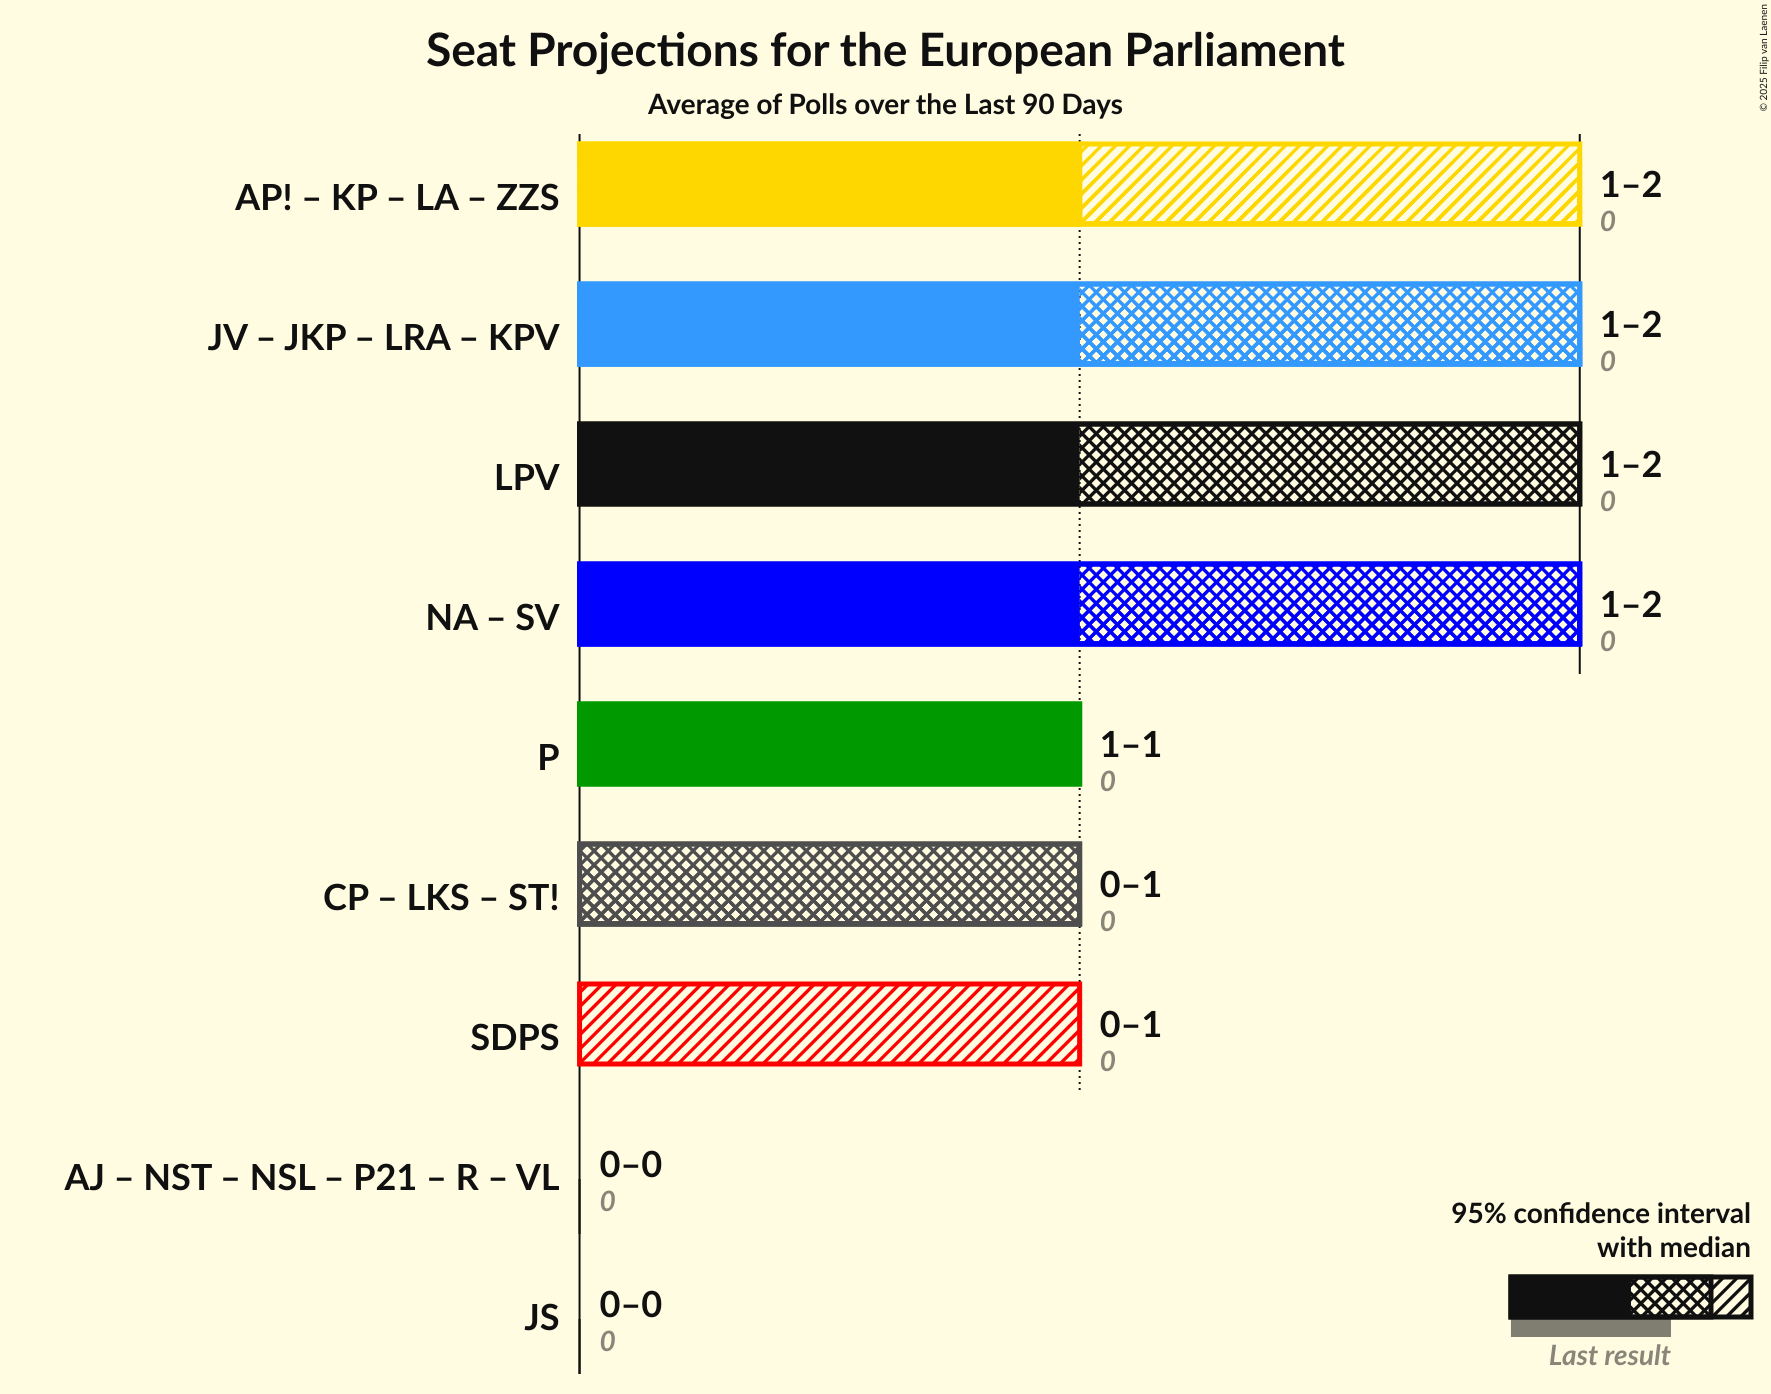 Seat Projections for the European Parliament
Average of Polls over the Last 90 Days
© 2025 Filip van Laenen
AP! – KP – LA – ZZS
1–2
0
JV – JKP – LRA – KPV
1–2
0
LPV
1–2
0
NA – SV
1–2
0
P
1–1
0
CP – LKS – ST!
0–1
0
SDPS
0–1
0
AJ – NST – NSL – P21 – R – VL
0–0
0
JS
0–0
0
95% confidence interval
with median
Last result